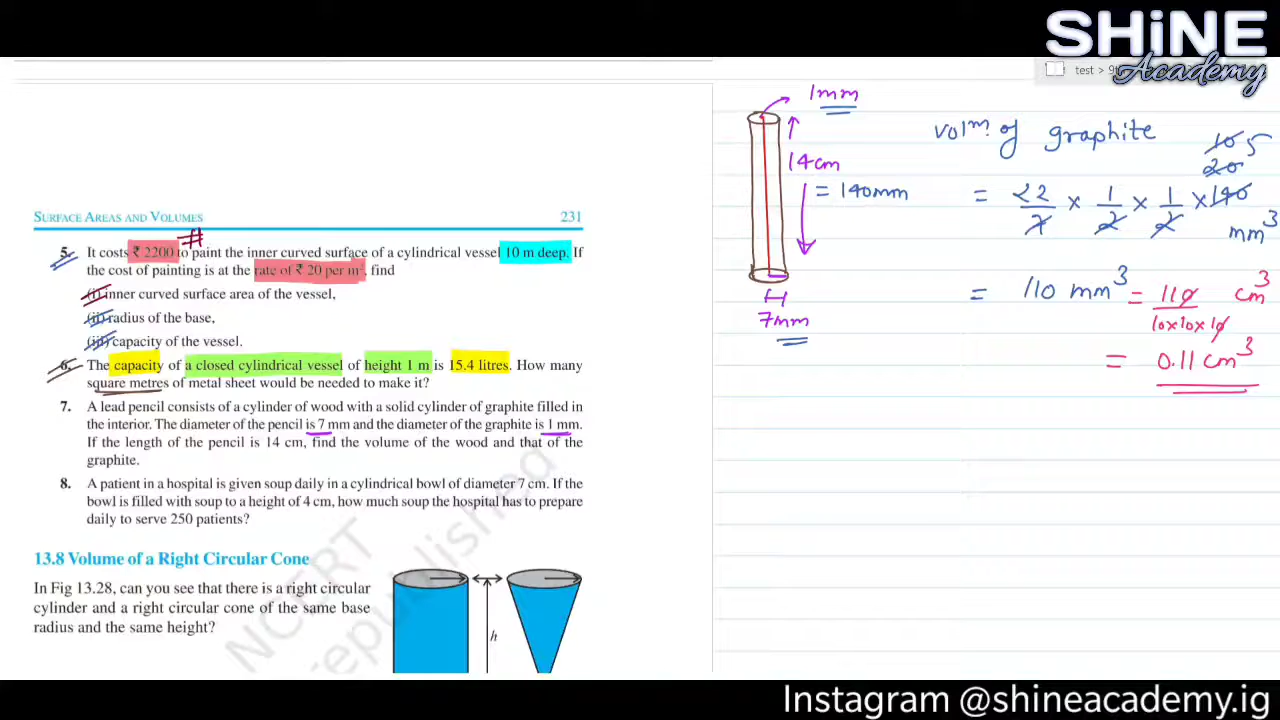 SHiNE
Academy
test > 9th
SURFACE AREAS AND VOLUMES 231
5. It costs ₹ 2200 to paint the inner curved surface of a cylindrical vessel 10 m deep. If
the cost of painting is at the rate of ₹ 20 per m², find
(i) inner curved surface area of the vessel,
(ii) radius of the base,
(iii) capacity of the vessel.
6. The capacity of a closed cylindrical vessel of height 1 m is 15.4 litres. How many
square metres of metal sheet would be needed to make it?
7. A lead pencil consists of a cylinder of wood with a solid cylinder of graphite filled in
the interior. The diameter of the pencil is 7 mm and the diameter of the graphite is 1 mm.
If the length of the pencil is 14 cm, find the volume of the wood and that of the
graphite.
8. A patient in a hospital is given soup daily in a cylindrical bowl of diameter 7 cm. If the
bowl is filled with soup to a height of 4 cm, how much soup the hospital has to prepare
daily to serve 250 patients?
13.8 Volume of a Right Circular Cone
In Fig 13.28, can you see that there is a right circular
cylinder and a right circular cone of the same base
radius and the same height?
h
NCERT
republished
1mm
14cm
= 140mm
7mm
volm. of graphite
10 5
20
= 22/7 × 1/2 × 1/2 × 140
mm³
= 110 mm³ = 110/10x10x10 cm³
= 0.11 cm³
Instagram @shineacademy.ig